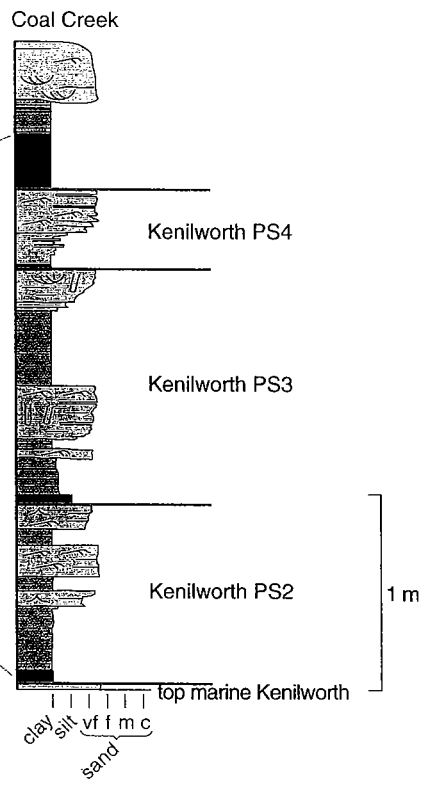 Coal Creek
Kenilworth PS4
Kenilworth PS3
Kenilworth PS2
1 m
top marine Kenilworth
clay silt vf f m c
sand